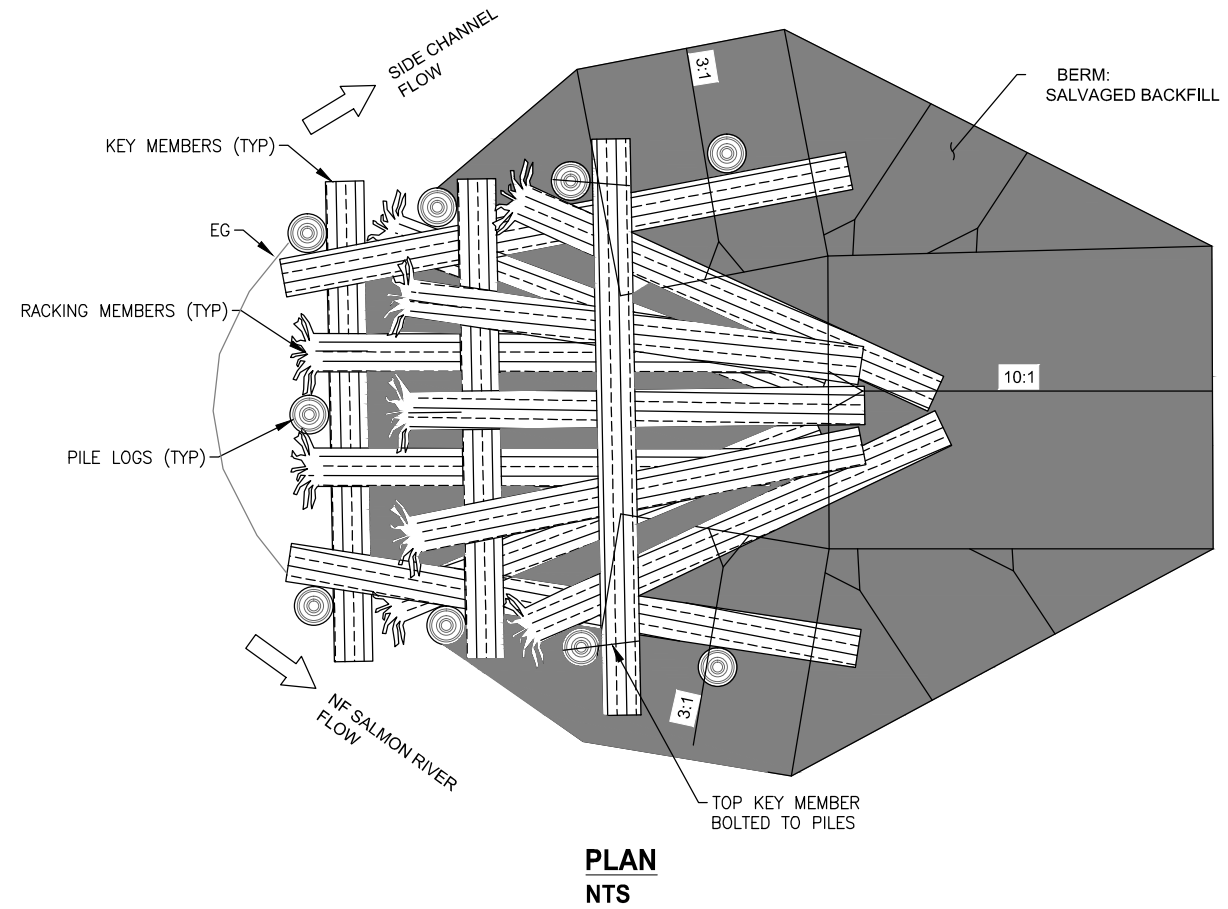 SIDE CHANNEL
FLOW
3:1
BERM:
SALVAGED BACKFILL
KEY MEMBERS (TYP)
EG
RACKING MEMBERS (TYP)
10:1
PILE LOGS (TYP)
3:1
NF SALMON RIVER
FLOW
TOP KEY MEMBER
BOLTED TO PILES
PLAN
NTS